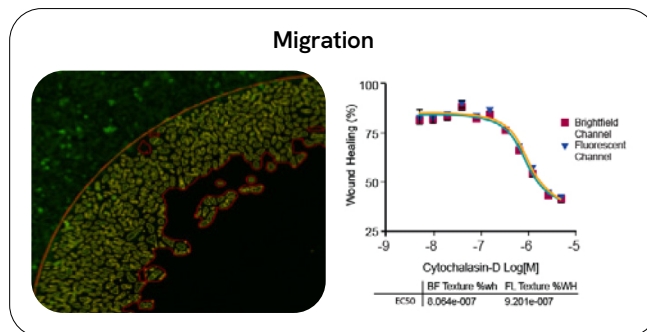 Migration
100
75
50
25
Wound Healing (%)
-9 -8 -7 -6 -5
Cytochalasin-D Log[M]
Brightfield
Channel
Fluorescent
Channel
BF Texture %wh FL Texture %WH
EC50 8.064e-007 9.201e-007